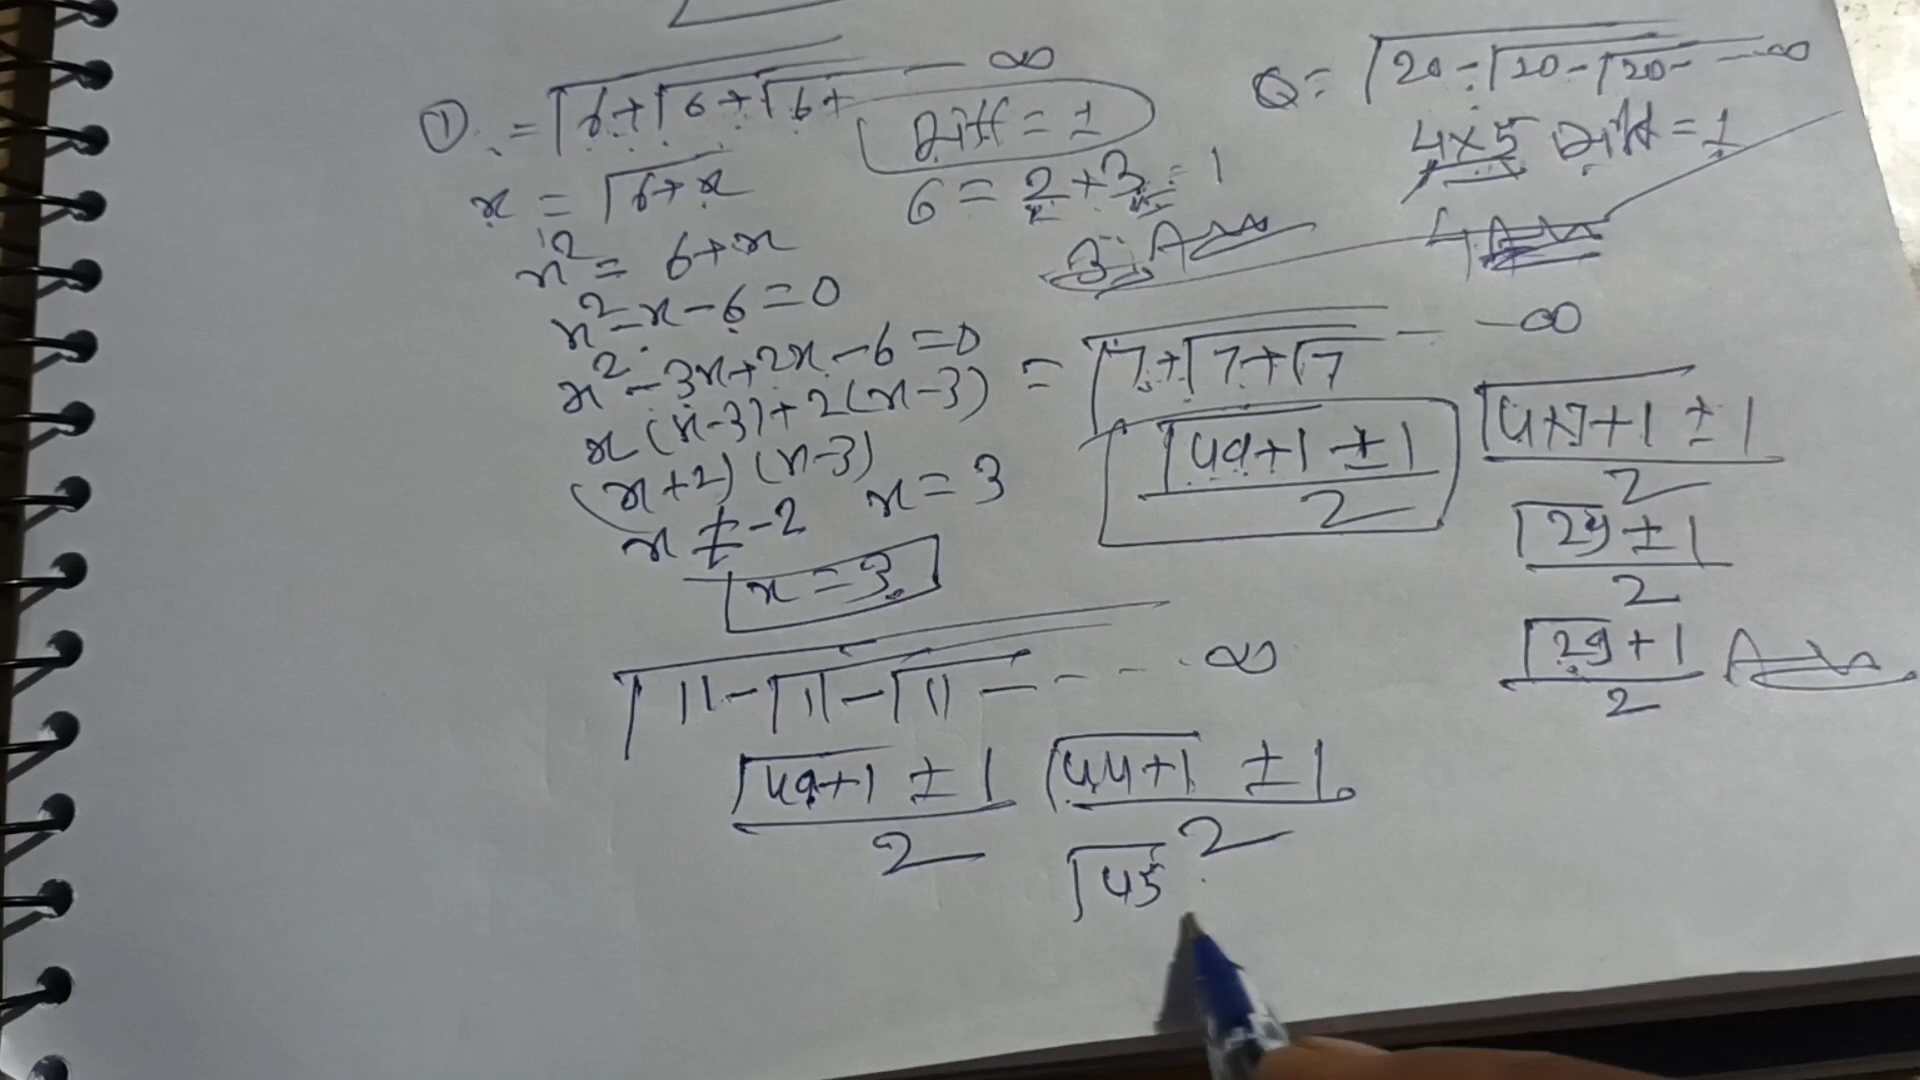 ① = √6+√6+√6+ --- ∞
Diff = 1
x = √6+x
6 = 2+3 = 1
x² = 6+x
3 Ans
x²-x-6=0
x²-3x+2x-6=0
x(x-3)+2(x-3)
(x+2)(x-3)
x ≠ -2 x = 3
x = 3
Q = √20-√20-√20- --- ∞
4×5 Diff = 1
4 Ans
= √7+√7+√7 --- ∞
√4a+1 ± 1 / 2
√4×7+1 ± 1 / 2
√29 ± 1 / 2
√29 + 1 / 2 Ans
√11-√11-√11 - --- ∞
√4a+1 ± 1 / 2 √44+1 ± 1 / 2
√45